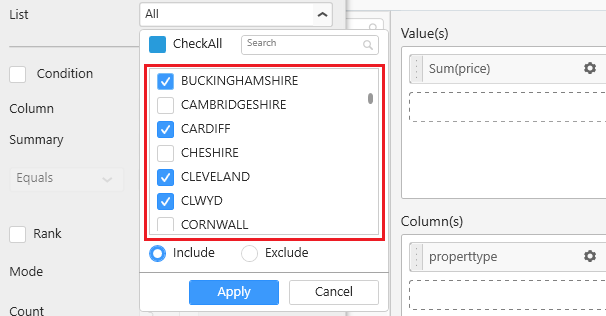 List
All
CheckAll
Search
BUCKINGHAMSHIRE
CAMBRIDGESHIRE
CARDIFF
CHESHIRE
CLEVELAND
CLWYD
CORNWALL
Include
Exclude
Apply
Cancel
Condition
Column
Summary
Equals
Rank
Mode
Count
Value(s)
Sum(price)
Column(s)
propertytype